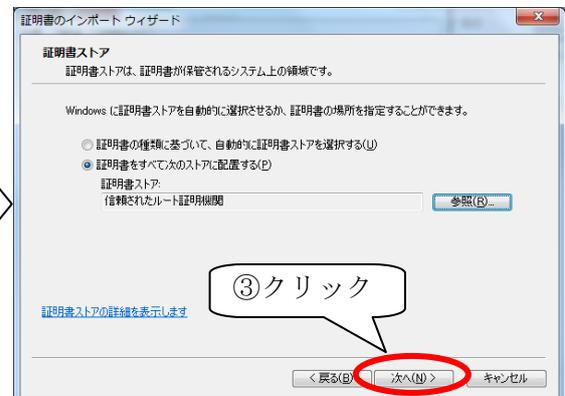 証明書のインポート ウィザード
証明書ストア
証明書ストアは、証明書が保管されるシステム上の領域です。
Windows に証明書ストアを自動的に選択させるか、証明書の場所を指定することができます。
証明書の種類に基づいて、自動的に証明書ストアを選択する(U)
証明書をすべて次のストアに配置する(P)
証明書ストア:
信頼されたルート証明機関
参照(R)...
③クリック
証明書ストアの詳細を表示します
< 戻る(B)
次へ(N) >
キャンセル